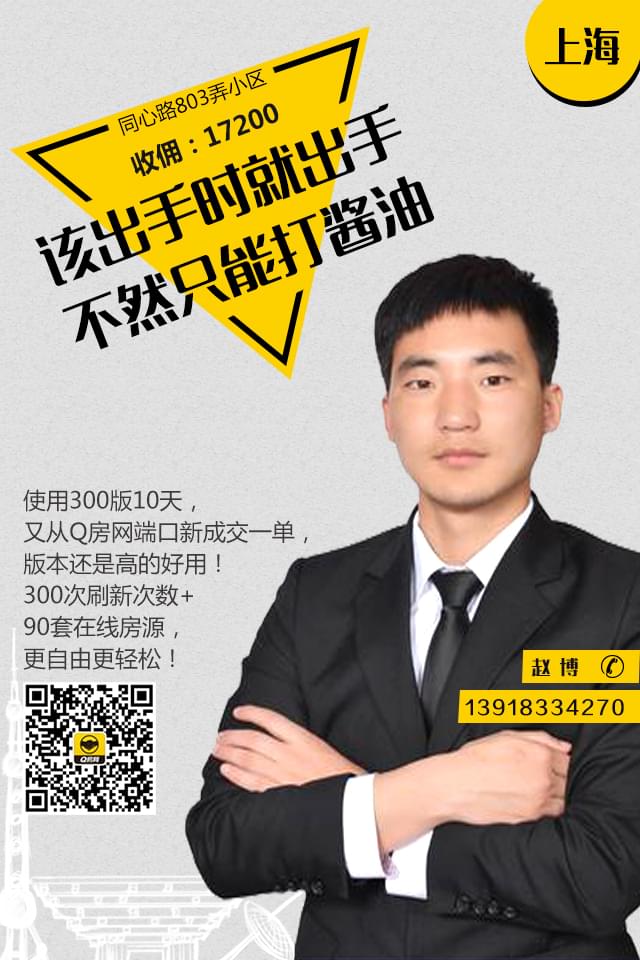 上海
同心路803弄小区
收佣：17200
该出手时就出手
不然只能打酱油
使用300版10天，
又从Q房网端口新成交一单，
版本还是高的好用！
300次刷新次数+
90套在线房源，
更自由更轻松！
赵博
13918334270
Q房网